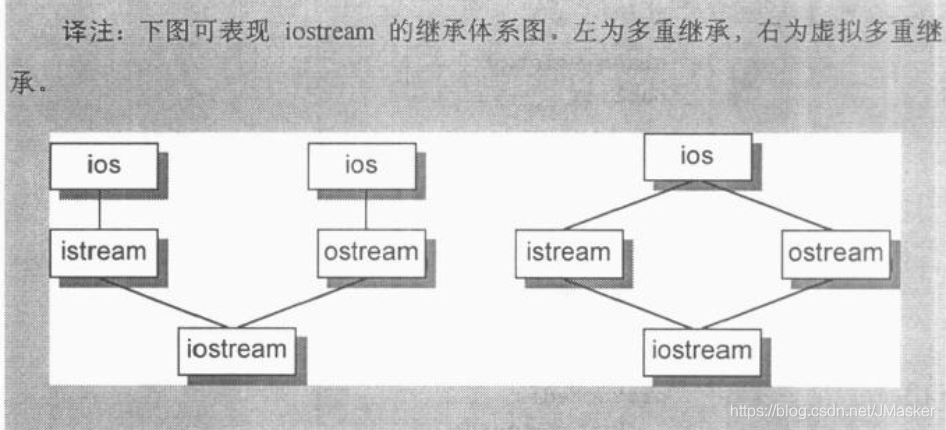 译注：下图可表现 iostream 的继承体系图。左为多重继承，右为虚拟多重继
承。
ios ios ios
istream ostream istream ostream
iostream iostream
https://blog.csdn.net/JMasker